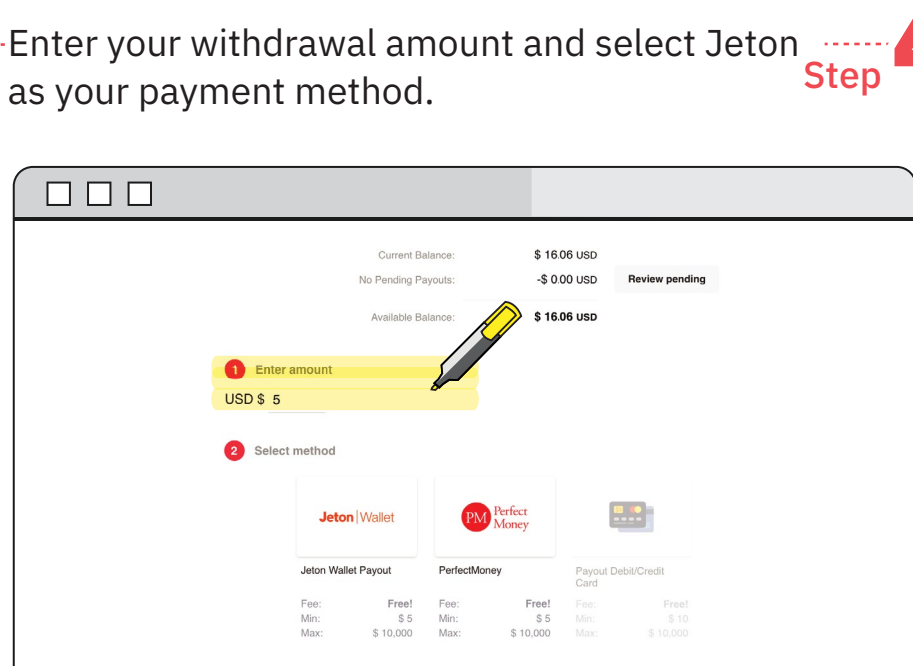 Enter your withdrawal amount and select Jeton
as your payment method.
Step
Current Balance: $ 16.06 USD
No Pending Payouts: -$ 0.00 USD Review pending
Available Balance: $ 16.06 USD
1 Enter amount
USD $ 5
2 Select method
Jeton | Wallet PM Perfect
Money
Jeton Wallet Payout PerfectMoney Payout Debit/Credit
Card
Fee: Free! Fee: Free! Fee: Free!
Min: $ 5 Min: $ 5 Min: $ 10
Max: $ 10,000 Max: $ 10,000 Max: $ 10,000